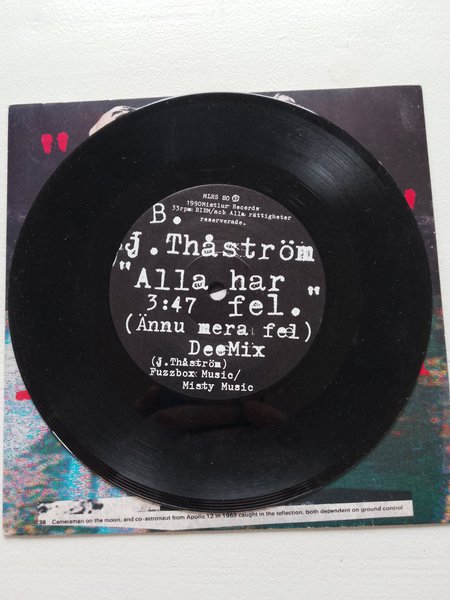 MLRS 80 Ⓟ
1990Mistlur Records
33rpm BIEM/ncb Alla rättigheter
reserverade.
B.
J.Thåström
"Alla har
3:47 fel."
(Ännu mera fel)
DeeMix
(J.Thåström)
Fuzzbox Music/
Misty Music
38 Cameraman on the moon, and co-astronaut from Apollo 12 in 1969 caught in the reflection, both dependent on ground control